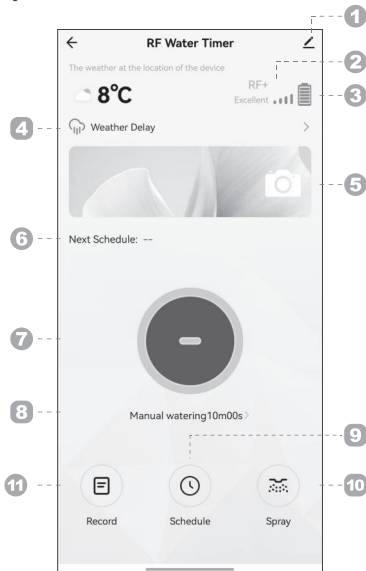 1
RF Water Timer
The weather at the location of the device
2
8°C
RF+
Excellent
3
4
Weather Delay
5
6
Next Schedule: --
7
8
Manual watering10m00s
9
11
10
Record
Schedule
Spray